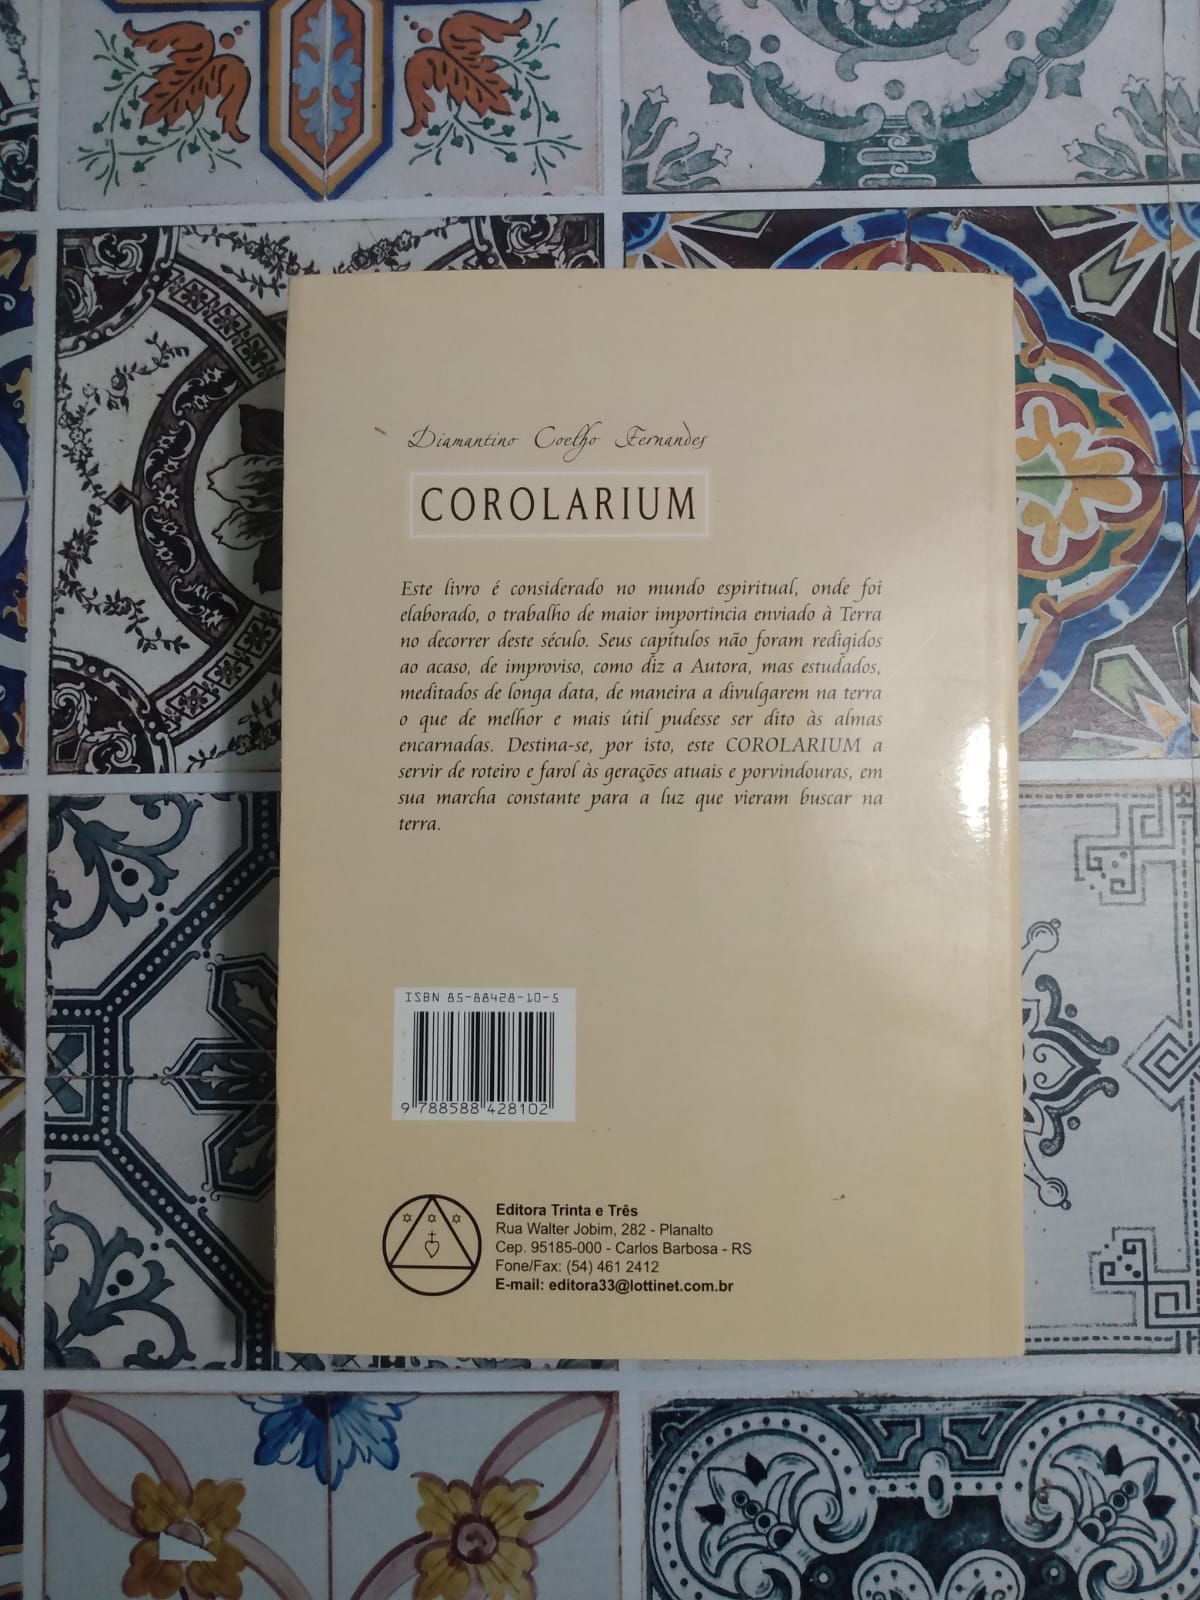 Diamantino Coelho Fernandes
COROLARIUM
Este livro é considerado no mundo espiritual, onde foi
elaborado, o trabalho de maior importincia enviado à Terra
no decorrer deste século. Seus capítulos não foram redigidos
ao acaso, de improviso, como diz a Autora, mas estudados,
meditados de longa data, de maneira a divulgarem na terra
o que de melhor e mais útil pudesse ser dito às almas
encarnadas. Destina-se, por isto, este COROLARIUM a
servir de roteiro e farol às gerações atuais e porvindouras, em
sua marcha constante para a luz que vieram buscar na
terra.
ISBN 85-88428-10-5
9 788588 428102
Editora Trinta e Três
Rua Walter Jobim, 282 - Planalto
Cep. 95185-000 - Carlos Barbosa - RS
Fone/Fax: (54) 461 2412
E-mail: editora33@lottinet.com.br